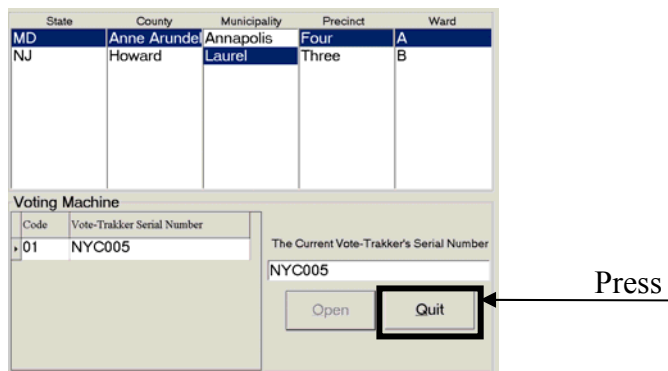 State County Municipality Precinct Ward
MD Anne Arundel Annapolis Four A
NJ Howard Laurel Three B
Voting Machine
Code Vote-Trakker Serial Number
01 NYC005
The Current Vote-Trakker's Serial Number
NYC005
Open Quit
Press